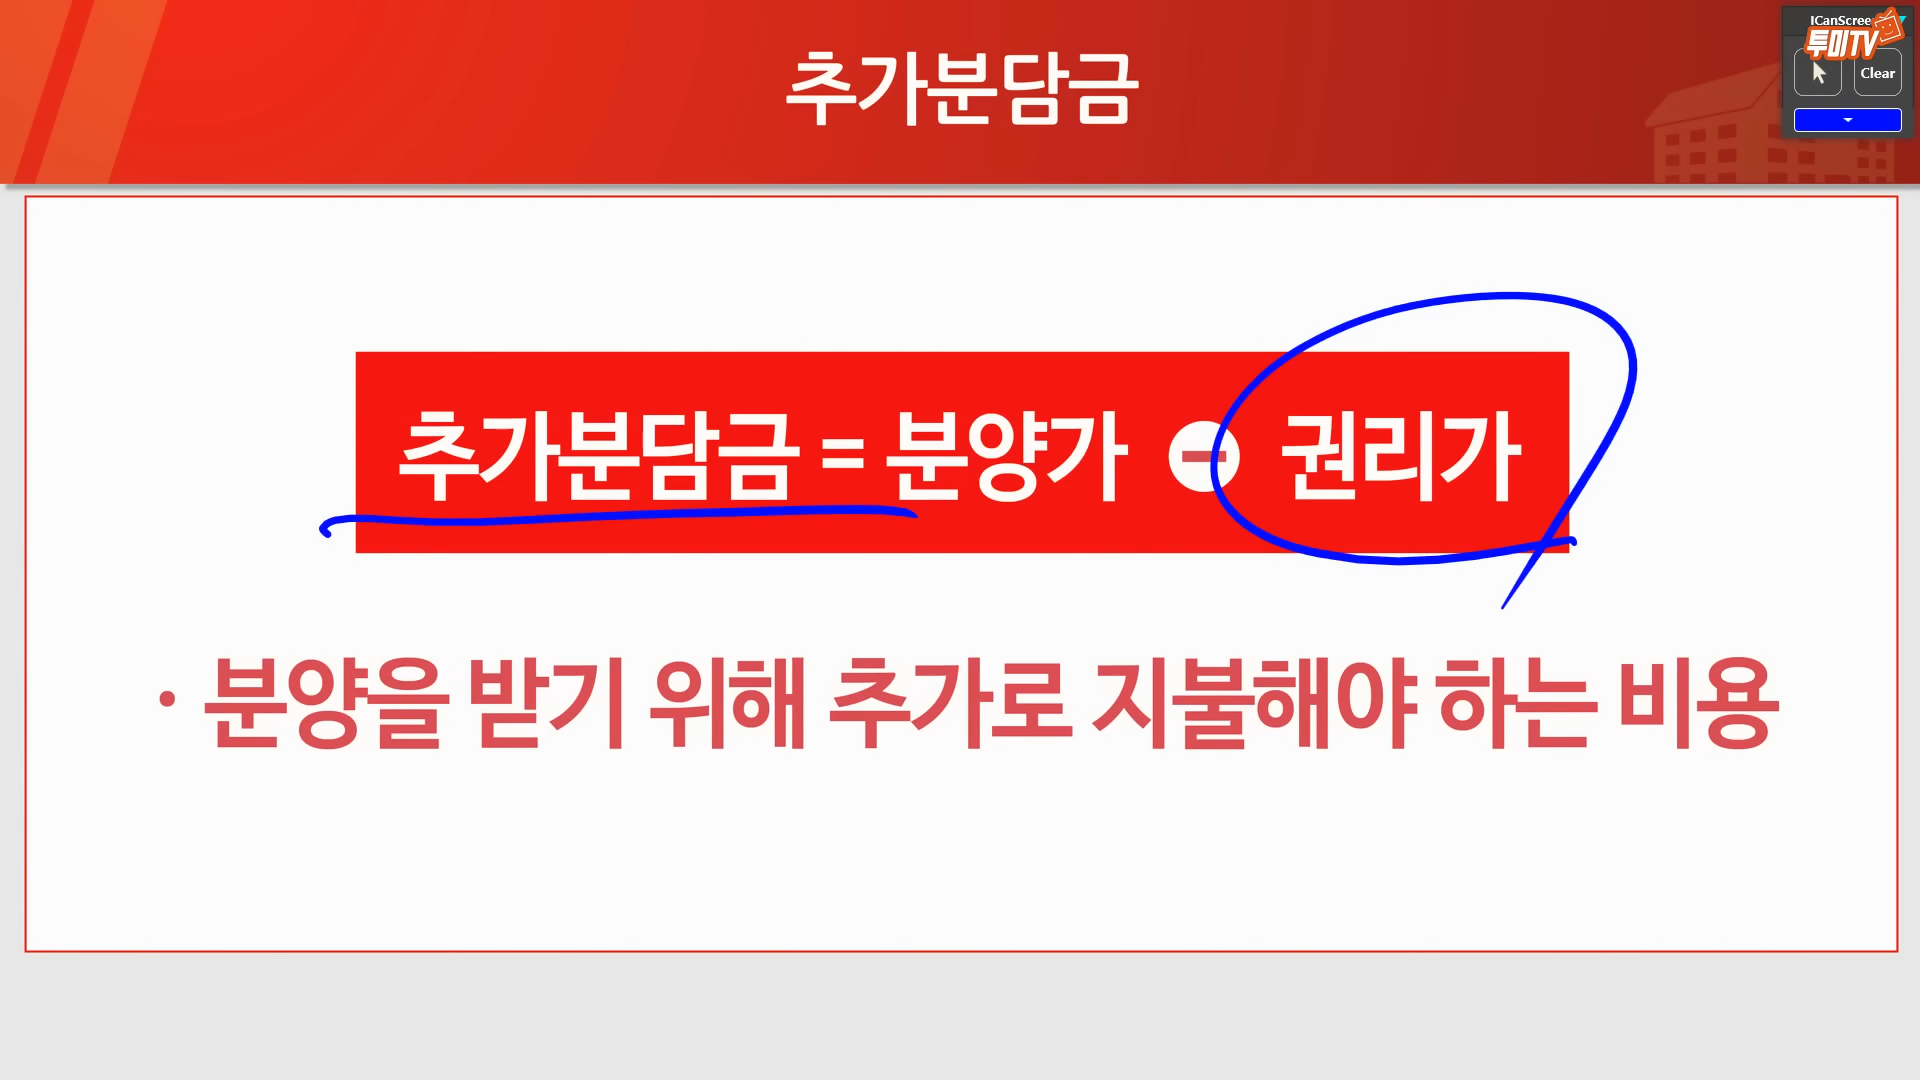 추가분담금
ICanScree
투미TV
Clear
추가분담금 = 분양가 - 권리가
• 분양을 받기 위해 추가로 지불해야 하는 비용